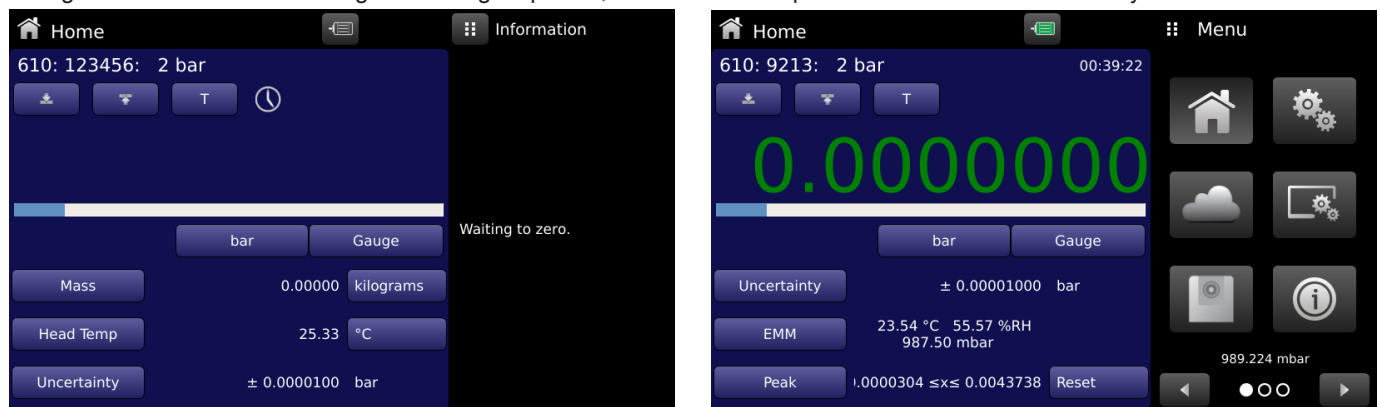 Home
Information
610: 123456: 2 bar
T
Waiting to zero.
bar Gauge
Mass 0.00000 kilograms
Head Temp 25.33 °C
Uncertainty ± 0.0000100 bar
Home
Menu
610: 9213: 2 bar 00:39:22
T
0.0000000
bar Gauge
Uncertainty ± 0.00001000 bar
EMM 23.54 °C 55.57 %RH
987.50 mbar
989.224 mbar
Peak .0000304 ≤x≤ 0.0043738 Reset